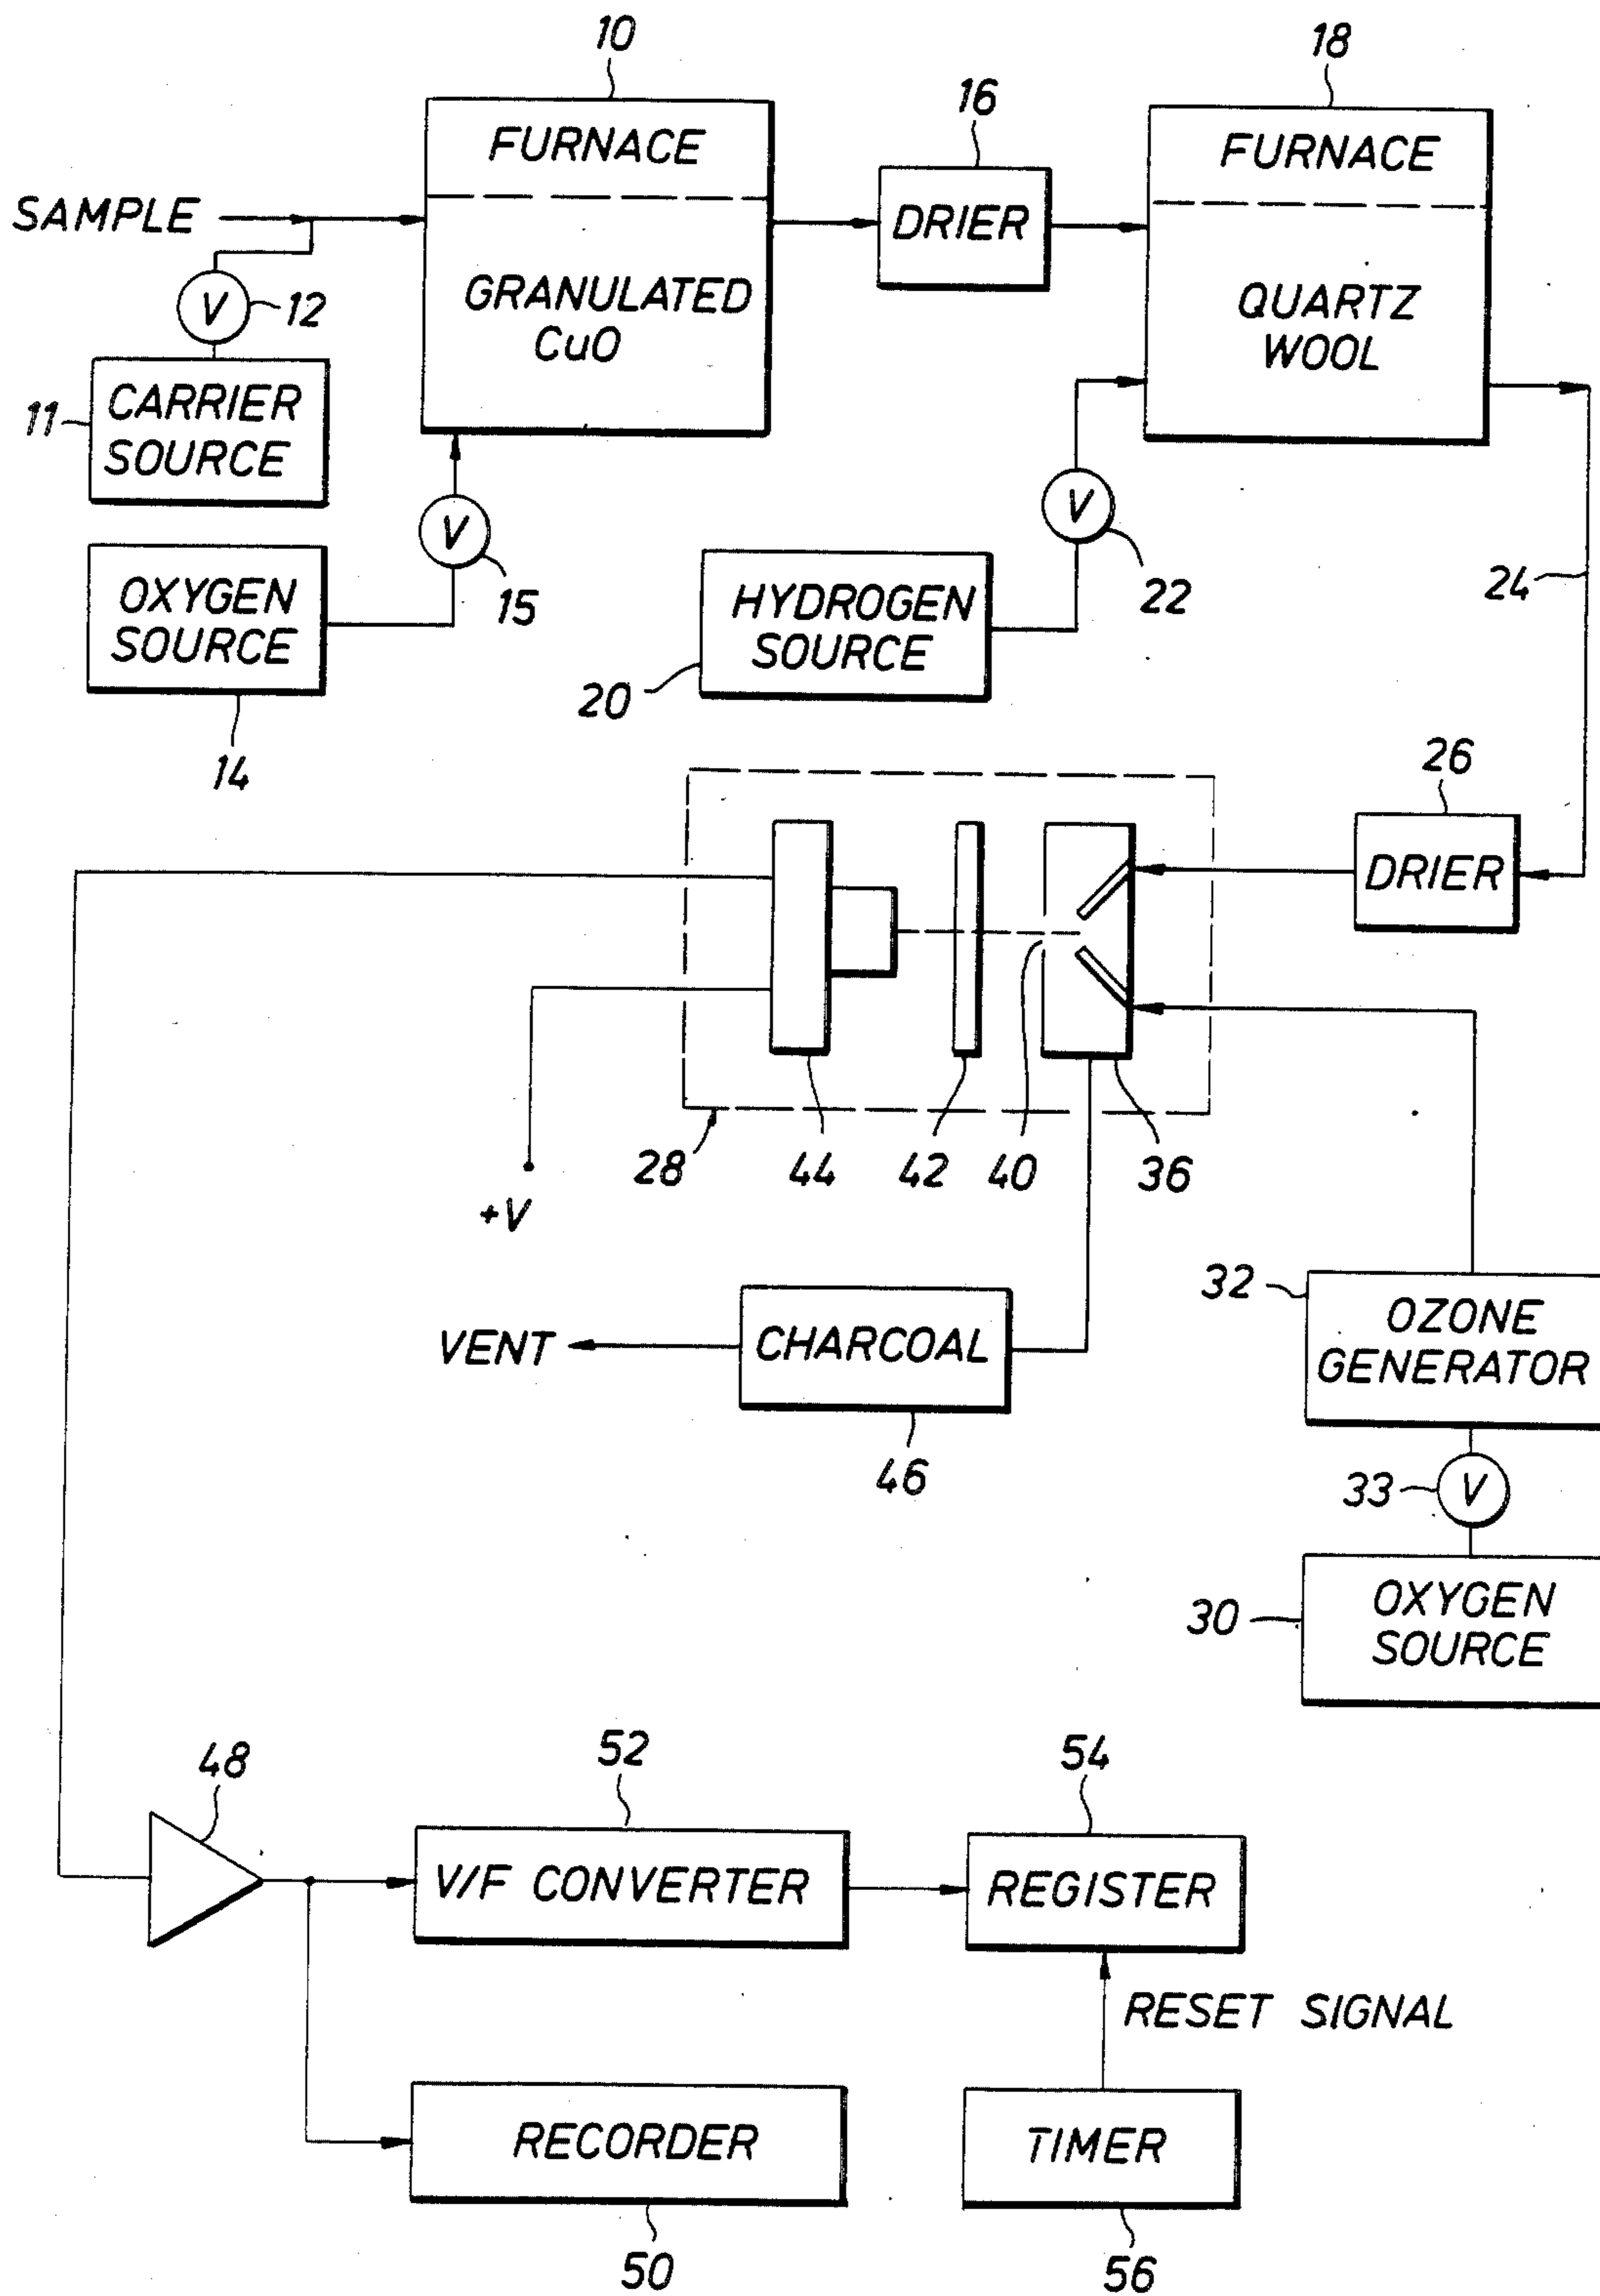 10
18
16
FURNACE
FURNACE
SAMPLE
DRIER
GRANULATED
CuO
QUARTZ
WOOL
V
12
11
CARRIER
SOURCE
V
15
V
22
OXYGEN
SOURCE
14
HYDROGEN
SOURCE
20
24
26
DRIER
28
44
42
40
36
+V
32
OZONE
GENERATOR
VENT
CHARCOAL
46
33
V
30
OXYGEN
SOURCE
48
52
54
V/F CONVERTER
REGISTER
RESET SIGNAL
RECORDER
TIMER
50
56